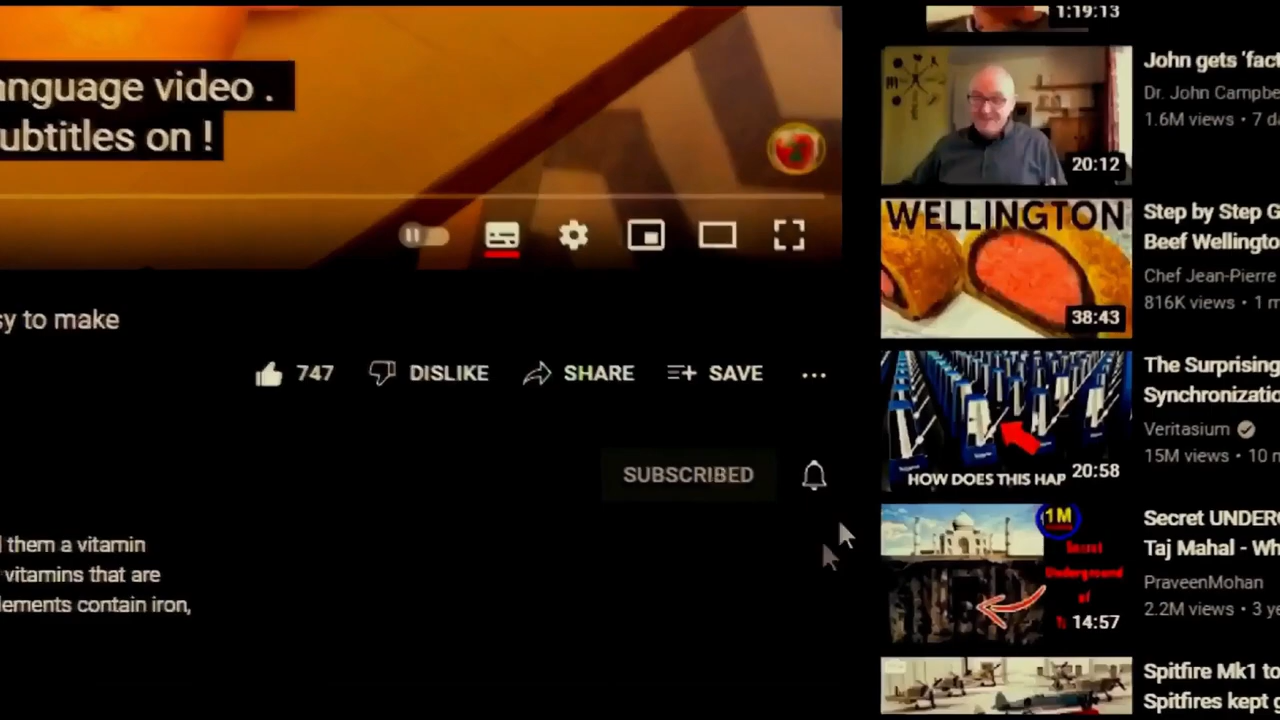 anguage video .
ubtitles on !
sy to make
747
DISLIKE
SHARE
SAVE
SUBSCRIBED
them a vitamin
vitamins that are
lements contain iron,
1:19:13
20:12
John gets 'fact
Dr. John Campbe
1.6M views • 7 da
WELLINGTON
38:43
Step by Step G
Beef Wellingto
Chef Jean-Pierre
816K views • 1 m
HOW DOES THIS HAP
20:58
The Surprising
Synchronizatio
Veritasium
15M views • 10 m
1M
Secret
Underground
of
14:57
Secret UNDERG
Taj Mahal - Wh
PraveenMohan
2.2M views • 3 ye
Spitfire Mk1 to
Spitfires kept g